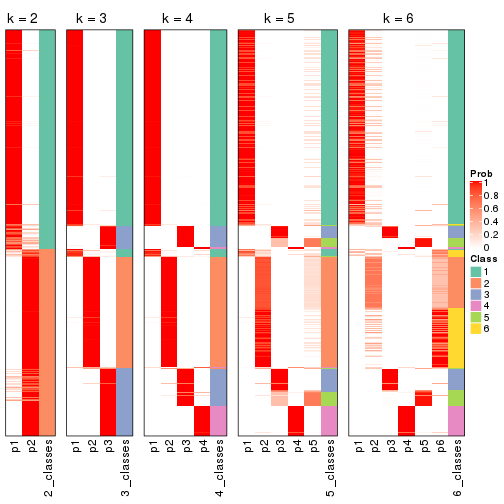 k = 2
k = 3
k = 4
k = 5
k = 6
Prob
1
0.8
0.6
0.4
0.2
0
Class
1
2
3
4
5
6
p1
p2
2_classes
p1
p2
p3
3_classes
p1
p2
p3
p4
4_classes
p1
p2
p3
p4
p5
5_classes
p1
p2
p3
p4
p5
p6
6_classes